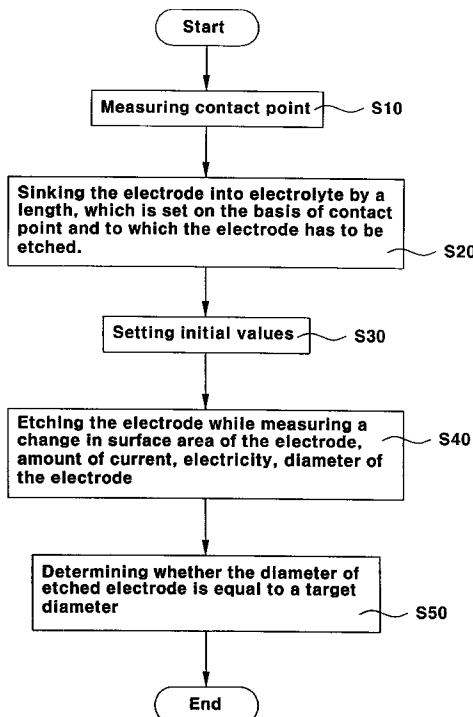 Start
Measuring contact point
S10
Sinking the electrode into electrolyte by a
length, which is set on the basis of contact
point and to which the electrode has to be
etched.
S20
Setting initial values
S30
Etching the electrode while measuring a
change in surface area of the electrode,
amount of current, electricity, diameter of
the electrode
S40
Determining whether the diameter of
etched electrode is equal to a target
diameter
S50
End